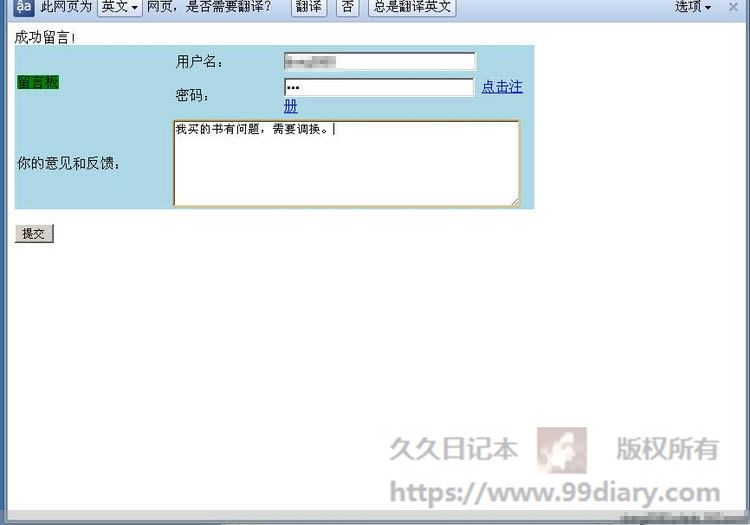 此网页为 英文 网页，是否需要翻译？ 翻译 否 总是翻译英文 选项
成功留言！
留言板
用户名：
密码： ••• 点击注
册
你的意见和反馈：
我买的书有问题，需要调换。
提交
久久日记本 版权所有
https://www.99diary.com